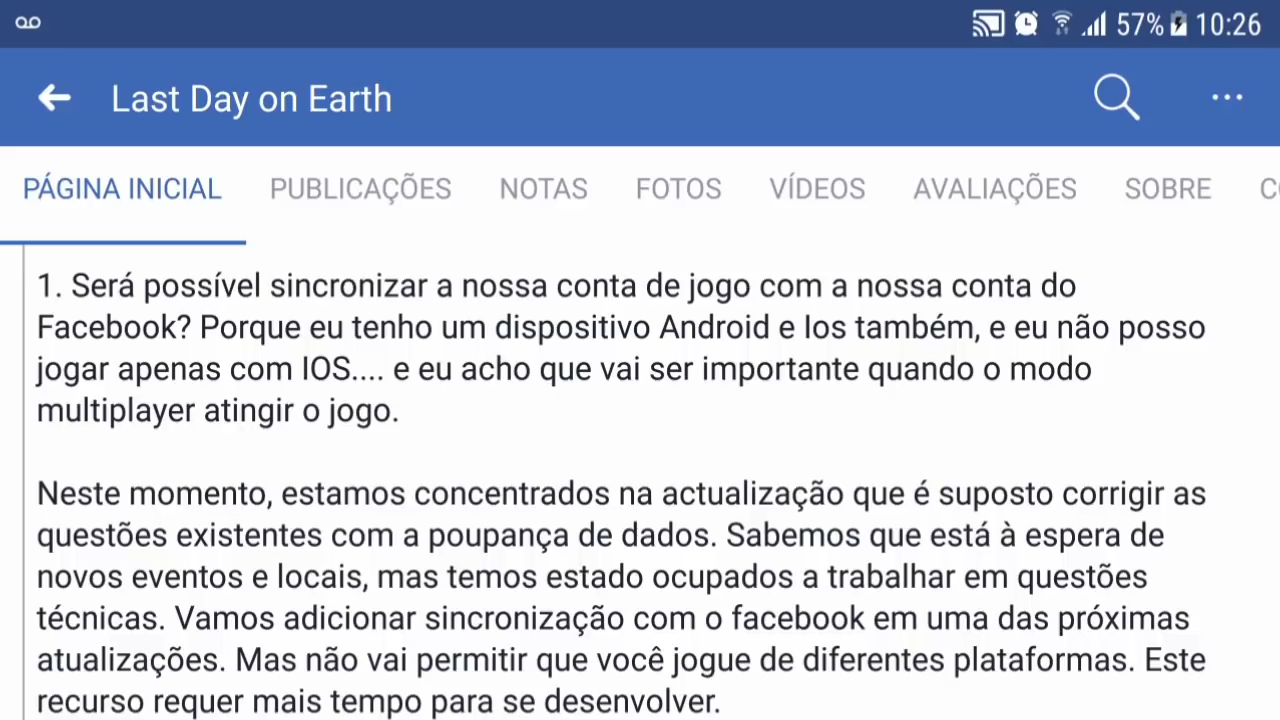 57% 10:26
Last Day on Earth
PÁGINA INICIAL PUBLICAÇÕES NOTAS FOTOS VÍDEOS AVALIAÇÕES SOBRE
1. Será possível sincronizar a nossa conta de jogo com a nossa conta do
Facebook? Porque eu tenho um dispositivo Android e Ios também, e eu não posso
jogar apenas com IOS.... e eu acho que vai ser importante quando o modo
multiplayer atingir o jogo.
Neste momento, estamos concentrados na actualização que é suposto corrigir as
questões existentes com a poupança de dados. Sabemos que está à espera de
novos eventos e locais, mas temos estado ocupados a trabalhar em questões
técnicas. Vamos adicionar sincronização com o facebook em uma das próximas
atualizações. Mas não vai permitir que você jogue de diferentes plataformas. Este
recurso requer mais tempo para se desenvolver.